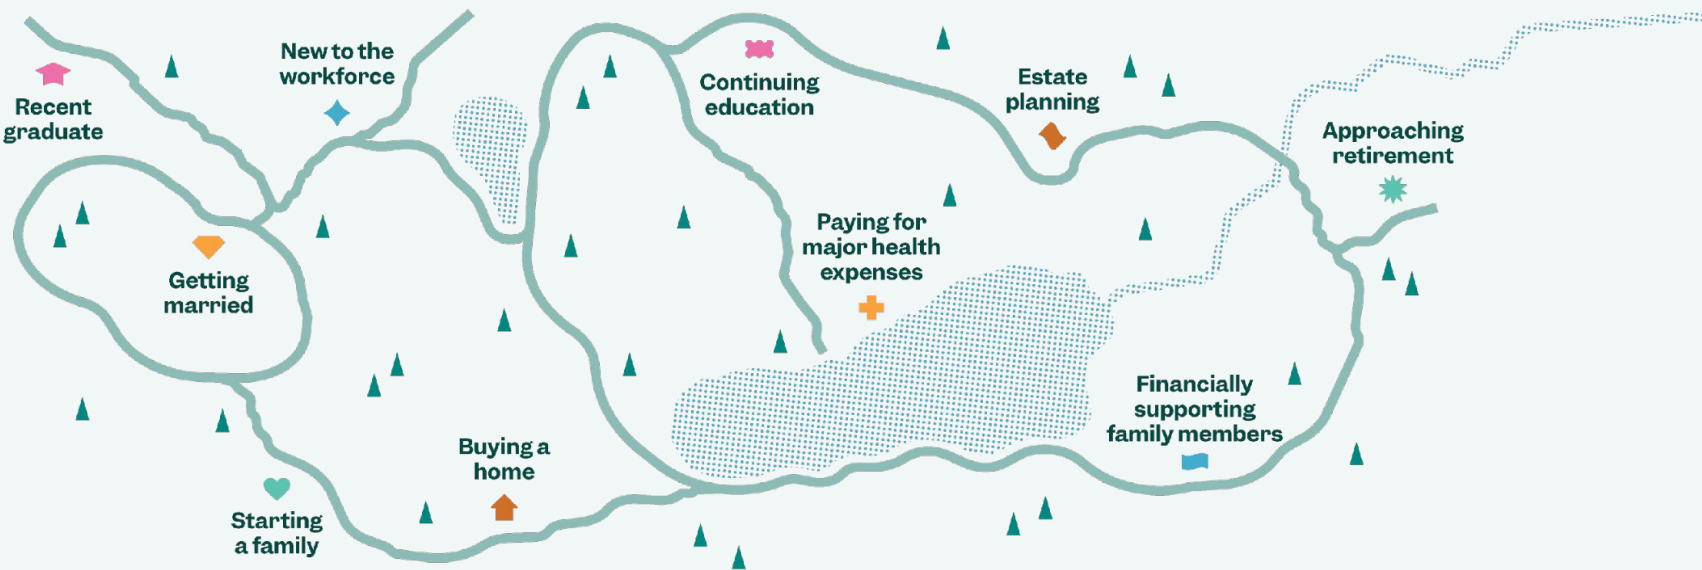 Recent
graduate
New to the
workforce
Getting
married
Starting
a family
Buying a
home
Continuing
education
Paying for
major health
expenses
Estate
planning
Financially
supporting
family members
Approaching
retirement